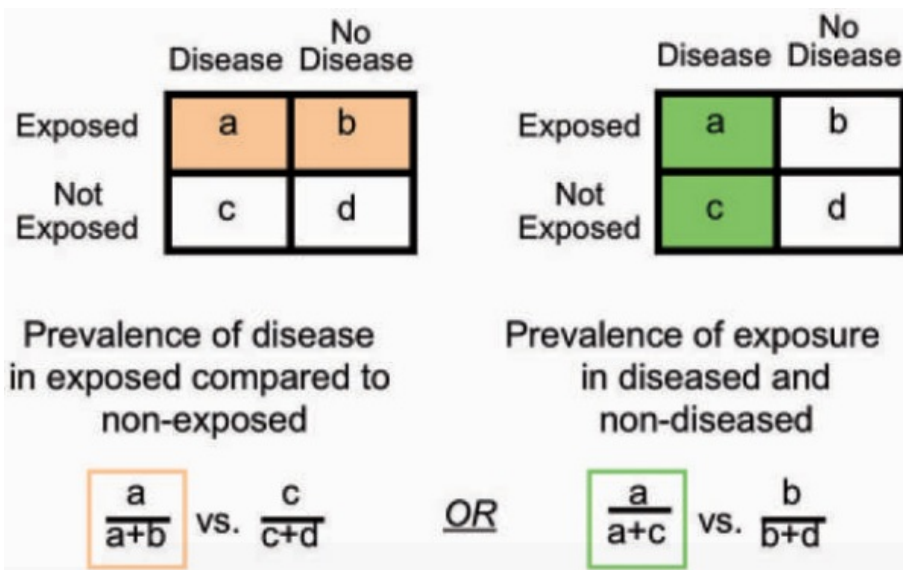 No
Disease Disease
Exposed a b
Not
Exposed c d
No
Disease Disease
Exposed a b
Not
Exposed c d
Prevalence of disease
in exposed compared to
non-exposed
Prevalence of exposure
in diseased and
non-diseased
a/a+b vs. c/c+d
OR
a/a+c vs. b/b+d